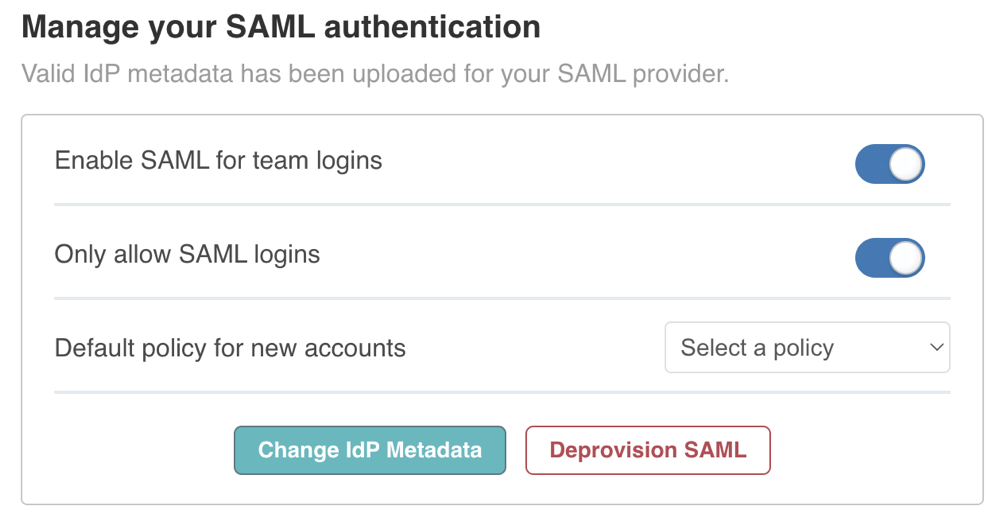 Manage your SAML authentication
Valid IdP metadata has been uploaded for your SAML provider.
Enable SAML for team logins
Only allow SAML logins
Default policy for new accounts
Select a policy
Change IdP Metadata
Deprovision SAML